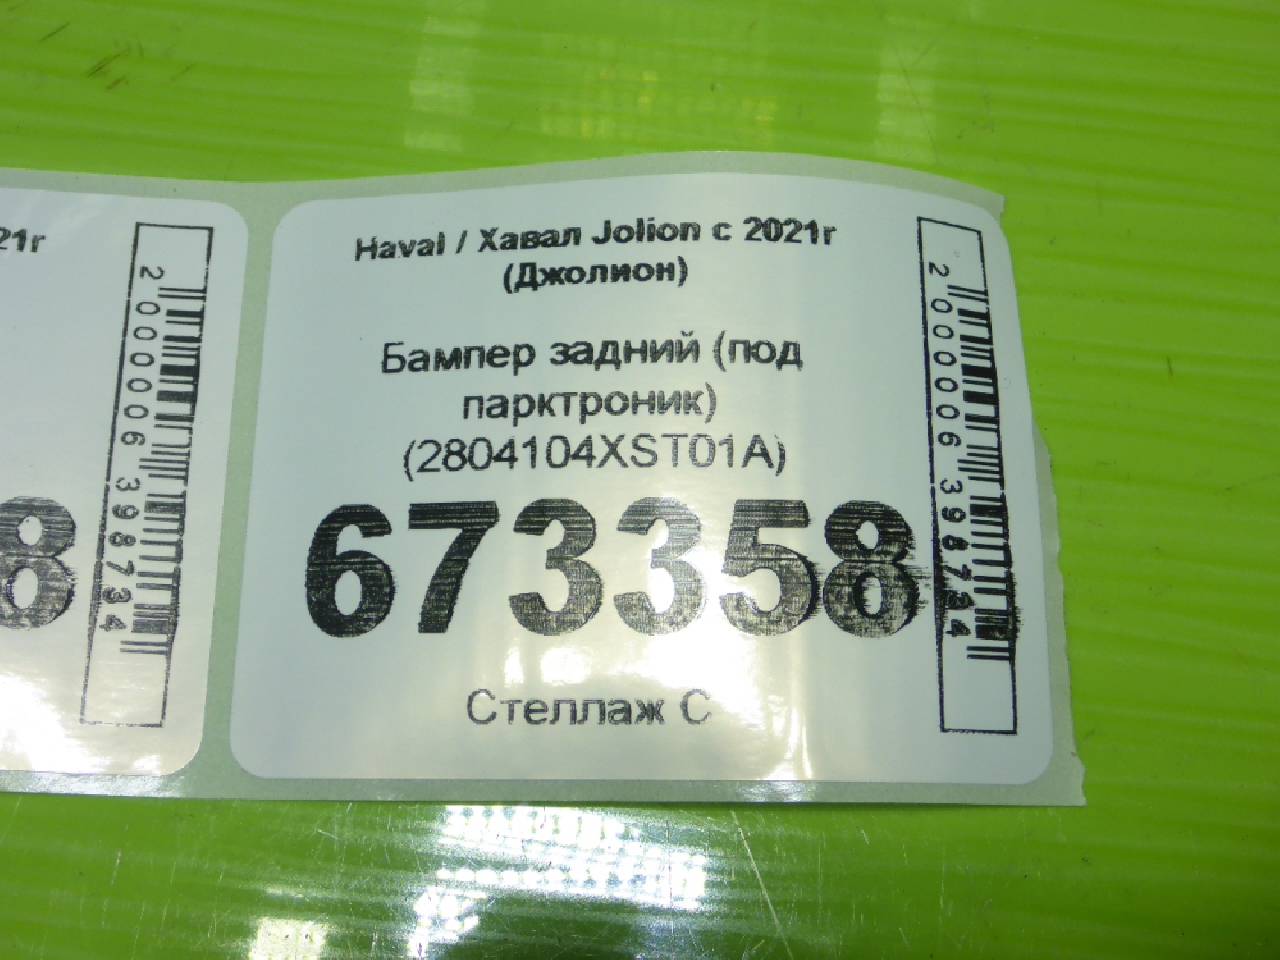 21г
8
2000006398734
Haval / Хавал Jolion с 2021г
(Джолион)
Бампер задний (под
парктроник)
(2804104XST01A)
673358
Стеллаж С
2000006398734